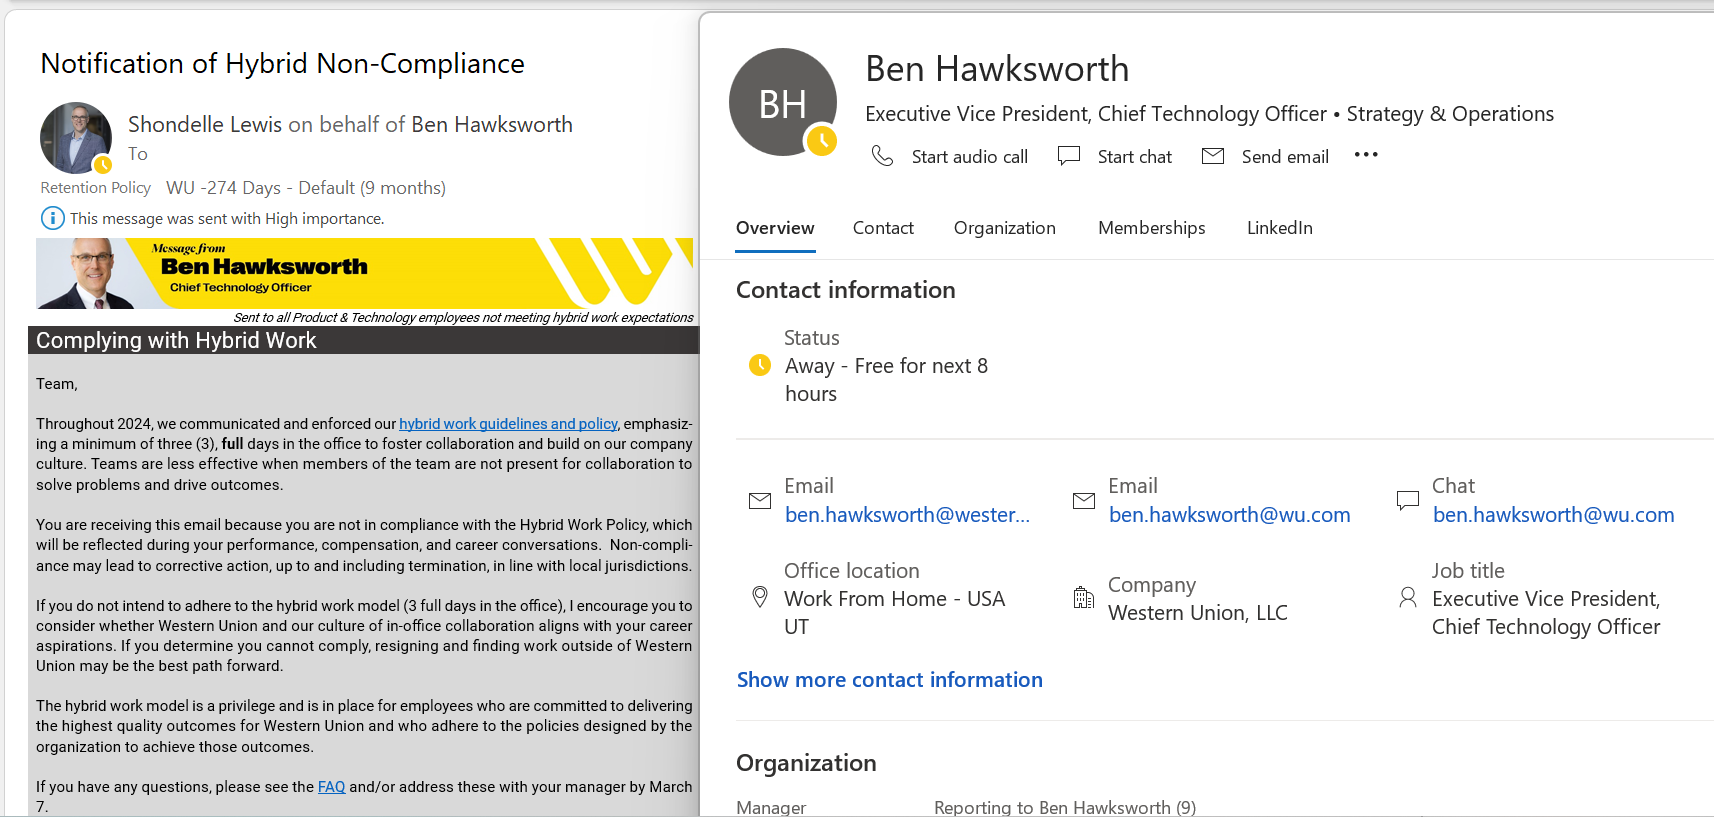 Notification of Hybrid Non-Compliance
Shondelle Lewis on behalf of Ben Hawksworth
To
Retention Policy WU -274 Days - Default (9 months)
This message was sent with High importance.
Message from
Ben Hawksworth
Chief Technology Officer
Sent to all Product & Technology employees not meeting hybrid work expectations
Complying with Hybrid Work
Team,
Throughout 2024, we communicated and enforced our hybrid work guidelines and policy, emphasiz-
ing a minimum of three (3), full days in the office to foster collaboration and build on our company
culture. Teams are less effective when members of the team are not present for collaboration to
solve problems and drive outcomes.
You are receiving this email because you are not in compliance with the Hybrid Work Policy, which
will be reflected during your performance, compensation, and career conversations. Non-compli-
ance may lead to corrective action, up to and including termination, in line with local jurisdictions.
If you do not intend to adhere to the hybrid work model (3 full days in the office), I encourage you to
consider whether Western Union and our culture of in-office collaboration aligns with your career
aspirations. If you determine you cannot comply, resigning and finding work outside of Western
Union may be the best path forward.
The hybrid work model is a privilege and is in place for employees who are committed to delivering
the highest quality outcomes for Western Union and who adhere to the policies designed by the
organization to achieve those outcomes.
If you have any questions, please see the FAQ and/or address these with your manager by March
7.
BH
Ben Hawksworth
Executive Vice President, Chief Technology Officer • Strategy & Operations
Start audio call Start chat Send email
Overview Contact Organization Memberships LinkedIn
Contact information
Status
Away - Free for next 8
hours
Email
ben.hawksworth@wester...
Email
ben.hawksworth@wu.com
Chat
ben.hawksworth@wu.com
Office location
Work From Home - USA
UT
Company
Western Union, LLC
Job title
Executive Vice President,
Chief Technology Officer
Show more contact information
Organization
Manager Reporting to Ben Hawksworth (9)